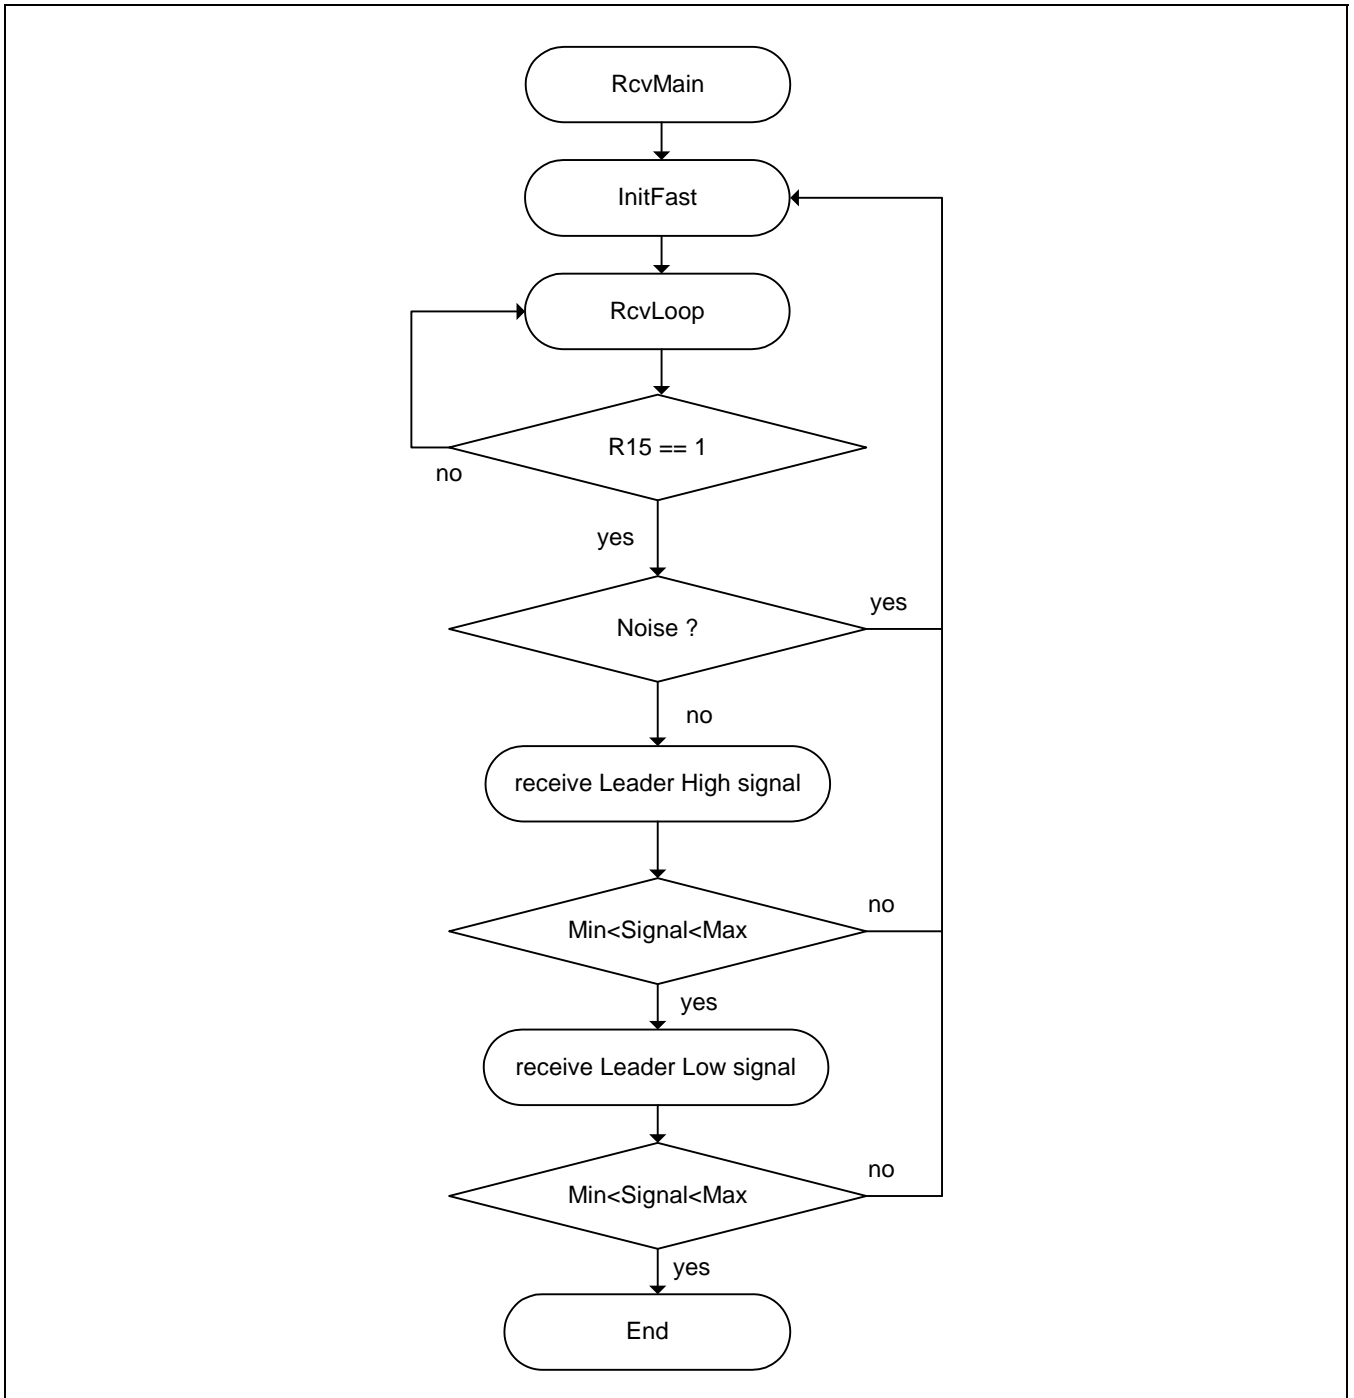 RcvMain
InitFast
RcvLoop
R15 == 1
no
yes
Noise ?
yes
no
receive Leader High signal
Min<Signal<Max
no
yes
receive Leader Low signal
Min<Signal<Max
no
yes
End